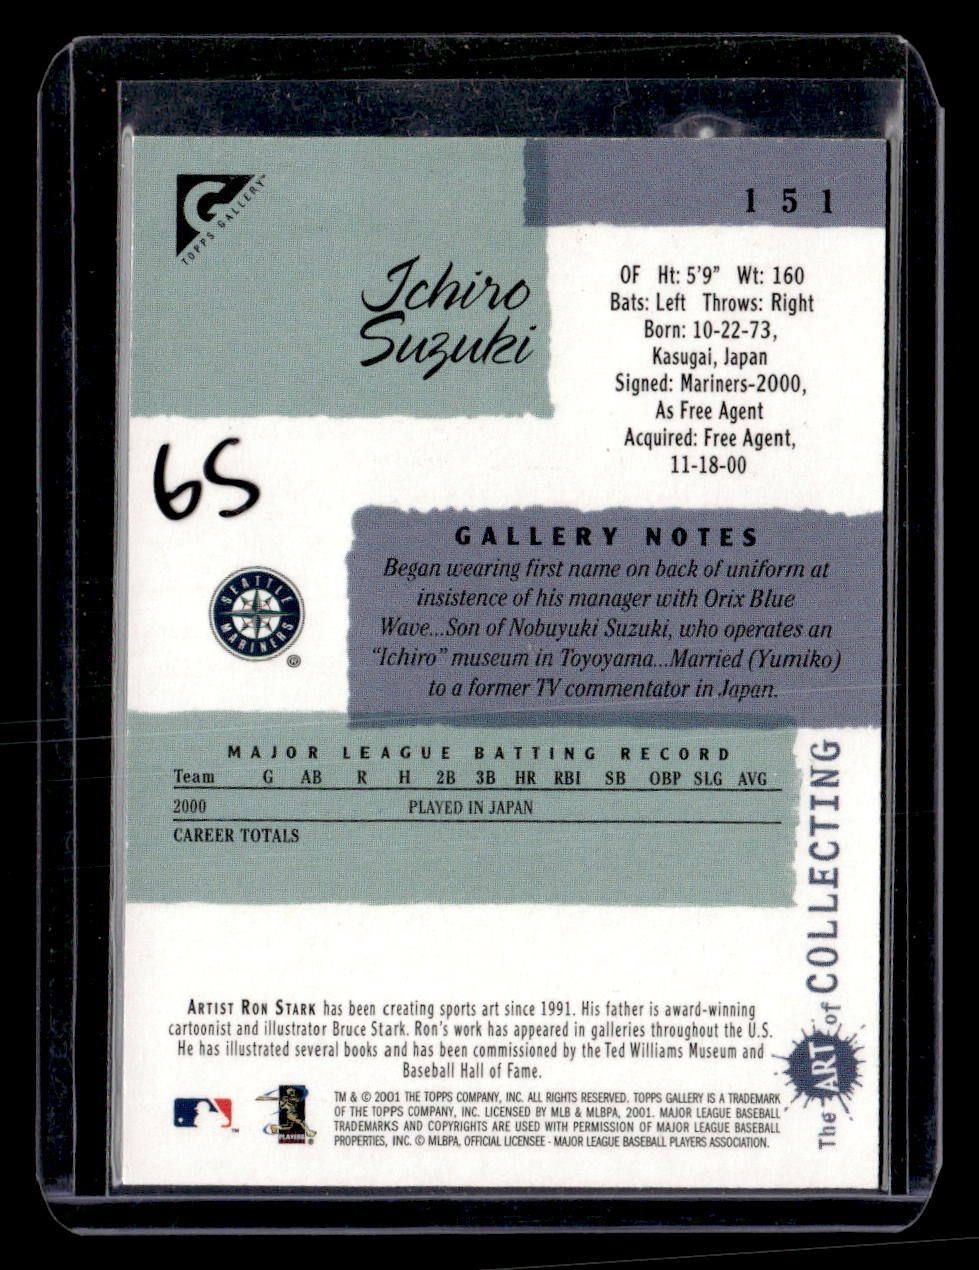 TOPPS GALLERY™
151
Ichiro
Suzuki
OF Ht: 5'9" Wt: 160
Bats: Left Throws: Right
Born: 10-22-73,
Kasugai, Japan
Signed: Mariners-2000,
As Free Agent
Acquired: Free Agent,
11-18-00
65
SEATTLE
MARINERS
®
GALLERY NOTES
Began wearing first name on back of uniform at
insistence of his manager with Orix Blue
Wave...Son of Nobuyuki Suzuki, who operates an
"Ichiro" museum in Toyoyama...Married (Yumiko)
to a former TV commentator in Japan.
MAJOR LEAGUE BATTING RECORD
Team G AB R H 2B 3B HR RBI SB OBP SLG AVG
2000 PLAYED IN JAPAN
CAREER TOTALS
The ART of COLLECTING
ARTIST RON STARK has been creating sports art since 1991. His father is award-winning
cartoonist and illustrator Bruce Stark. Ron's work has appeared in galleries throughout the U.S.
He has illustrated several books and has been commissioned by the Ted Williams Museum and
Baseball Hall of Fame.
TM & © 2001 THE TOPPS COMPANY, INC. ALL RIGHTS RESERVED. TOPPS GALLERY IS A TRADEMARK
OF THE TOPPS COMPANY, INC. LICENSED BY MLB & MLBPA, 2001. MAJOR LEAGUE BASEBALL
TRADEMARKS AND COPYRIGHTS ARE USED WITH PERMISSION OF MAJOR LEAGUE BASEBALL
PROPERTIES, INC. © MLBPA, OFFICIAL LICENSEE - MAJOR LEAGUE BASEBALL PLAYERS ASSOCIATION.
™
PLAYERS
®